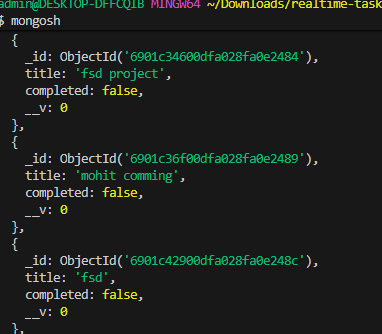 admin@DESKTOP-DFFCQIB MINGW64 ~/Downloads/realtime-task
$ mongosh
{
_id: ObjectId('6901c34600dfa028fa0e2484'),
title: 'fsd project',
completed: false,
__v: 0
},
{
_id: ObjectId('6901c36f00dfa028fa0e2489'),
title: 'mohit comming',
completed: false,
__v: 0
},
{
_id: ObjectId('6901c42900dfa028fa0e248c'),
title: 'fsd',
completed: false,
__v: 0